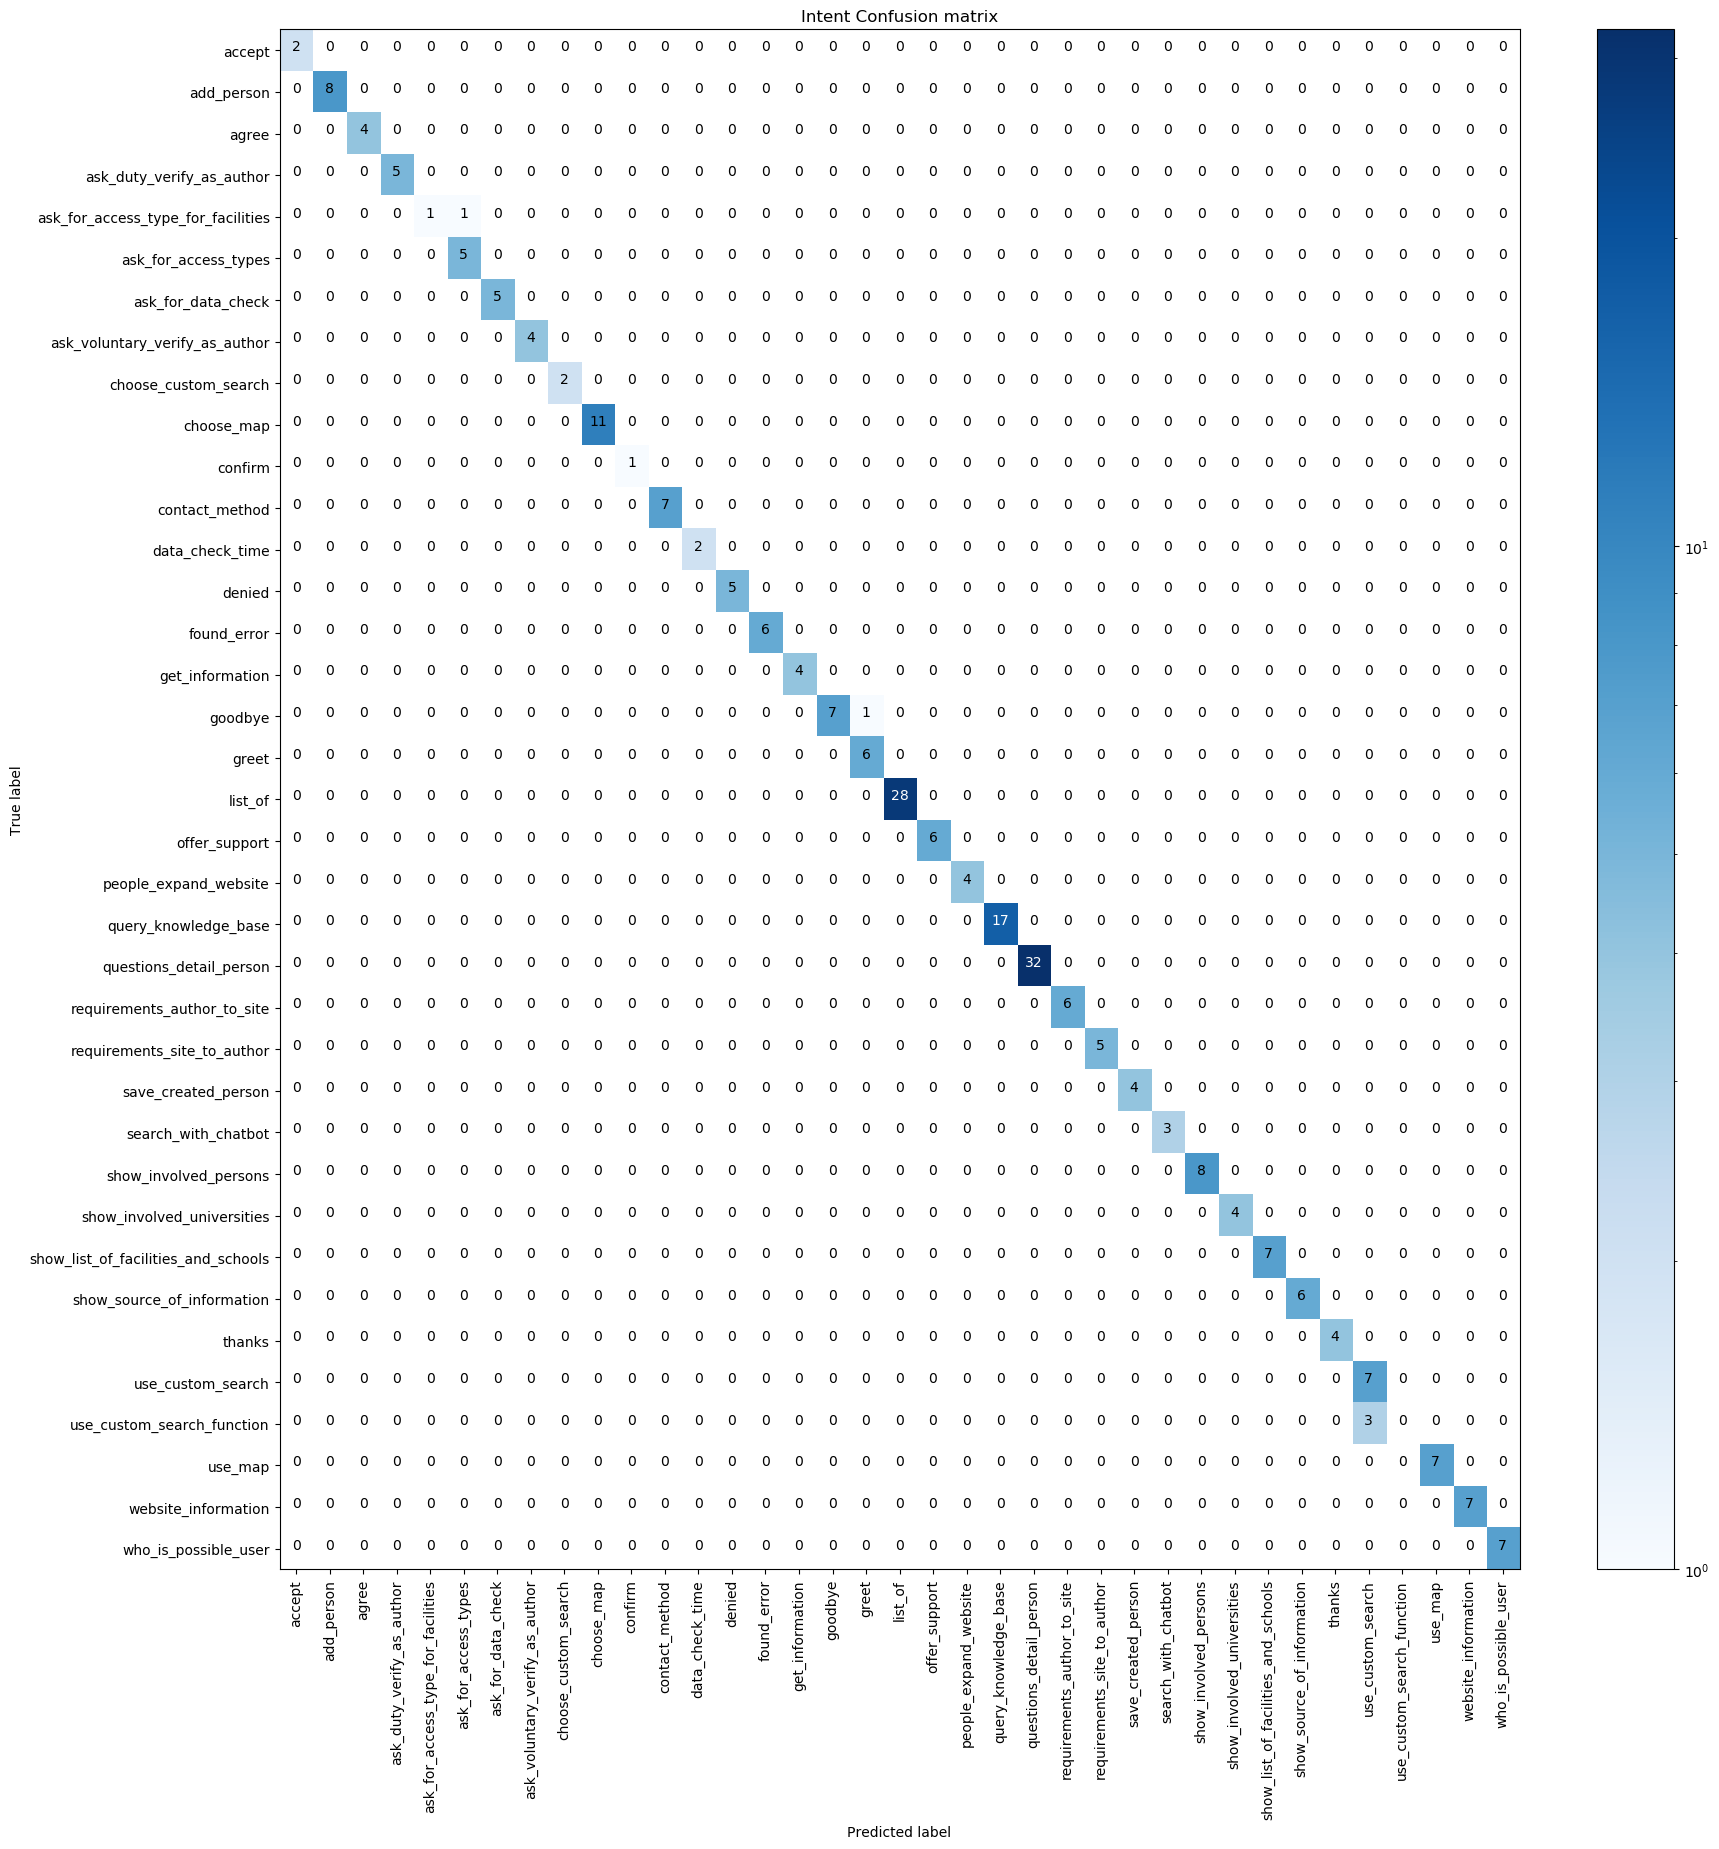 Intent Confusion matrix
accept 2 0 0 0 0 0 0 0 0 0 0 0 0 0 0 0 0 0 0 0 0 0 0 0 0 0 0 0 0 0 0 0 0 0 0 0 0
add_person 0 8 0 0 0 0 0 0 0 0 0 0 0 0 0 0 0 0 0 0 0 0 0 0 0 0 0 0 0 0 0 0 0 0 0 0 0
agree 0 0 4 0 0 0 0 0 0 0 0 0 0 0 0 0 0 0 0 0 0 0 0 0 0 0 0 0 0 0 0 0 0 0 0 0 0
ask_duty_verify_as_author 0 0 0 5 0 0 0 0 0 0 0 0 0 0 0 0 0 0 0 0 0 0 0 0 0 0 0 0 0 0 0 0 0 0 0 0 0
ask_for_access_type_for_facilities 0 0 0 0 1 1 0 0 0 0 0 0 0 0 0 0 0 0 0 0 0 0 0 0 0 0 0 0 0 0 0 0 0 0 0 0 0
ask_for_access_types 0 0 0 0 0 5 0 0 0 0 0 0 0 0 0 0 0 0 0 0 0 0 0 0 0 0 0 0 0 0 0 0 0 0 0 0 0
ask_for_data_check 0 0 0 0 0 0 5 0 0 0 0 0 0 0 0 0 0 0 0 0 0 0 0 0 0 0 0 0 0 0 0 0 0 0 0 0 0
ask_voluntary_verify_as_author 0 0 0 0 0 0 0 4 0 0 0 0 0 0 0 0 0 0 0 0 0 0 0 0 0 0 0 0 0 0 0 0 0 0 0 0 0
choose_custom_search 0 0 0 0 0 0 0 0 2 0 0 0 0 0 0 0 0 0 0 0 0 0 0 0 0 0 0 0 0 0 0 0 0 0 0 0 0
choose_map 0 0 0 0 0 0 0 0 0 11 0 0 0 0 0 0 0 0 0 0 0 0 0 0 0 0 0 0 0 0 0 0 0 0 0 0 0
confirm 0 0 0 0 0 0 0 0 0 0 1 0 0 0 0 0 0 0 0 0 0 0 0 0 0 0 0 0 0 0 0 0 0 0 0 0 0
contact_method 0 0 0 0 0 0 0 0 0 0 0 7 0 0 0 0 0 0 0 0 0 0 0 0 0 0 0 0 0 0 0 0 0 0 0 0 0
data_check_time 0 0 0 0 0 0 0 0 0 0 0 0 2 0 0 0 0 0 0 0 0 0 0 0 0 0 0 0 0 0 0 0 0 0 0 0 0
denied 0 0 0 0 0 0 0 0 0 0 0 0 0 5 0 0 0 0 0 0 0 0 0 0 0 0 0 0 0 0 0 0 0 0 0 0 0
found_error 0 0 0 0 0 0 0 0 0 0 0 0 0 0 6 0 0 0 0 0 0 0 0 0 0 0 0 0 0 0 0 0 0 0 0 0 0
get_information 0 0 0 0 0 0 0 0 0 0 0 0 0 0 0 4 0 0 0 0 0 0 0 0 0 0 0 0 0 0 0 0 0 0 0 0 0
goodbye 0 0 0 0 0 0 0 0 0 0 0 0 0 0 0 0 7 1 0 0 0 0 0 0 0 0 0 0 0 0 0 0 0 0 0 0 0
greet 0 0 0 0 0 0 0 0 0 0 0 0 0 0 0 0 0 6 0 0 0 0 0 0 0 0 0 0 0 0 0 0 0 0 0 0 0
list_of 0 0 0 0 0 0 0 0 0 0 0 0 0 0 0 0 0 0 28 0 0 0 0 0 0 0 0 0 0 0 0 0 0 0 0 0 0
offer_support 0 0 0 0 0 0 0 0 0 0 0 0 0 0 0 0 0 0 0 6 0 0 0 0 0 0 0 0 0 0 0 0 0 0 0 0 0
people_expand_website 0 0 0 0 0 0 0 0 0 0 0 0 0 0 0 0 0 0 0 0 4 0 0 0 0 0 0 0 0 0 0 0 0 0 0 0 0
query_knowledge_base 0 0 0 0 0 0 0 0 0 0 0 0 0 0 0 0 0 0 0 0 0 17 0 0 0 0 0 0 0 0 0 0 0 0 0 0 0
questions_detail_person 0 0 0 0 0 0 0 0 0 0 0 0 0 0 0 0 0 0 0 0 0 0 32 0 0 0 0 0 0 0 0 0 0 0 0 0 0
requirements_author_to_site 0 0 0 0 0 0 0 0 0 0 0 0 0 0 0 0 0 0 0 0 0 0 0 6 0 0 0 0 0 0 0 0 0 0 0 0 0
requirements_site_to_author 0 0 0 0 0 0 0 0 0 0 0 0 0 0 0 0 0 0 0 0 0 0 0 0 5 0 0 0 0 0 0 0 0 0 0 0 0
save_created_person 0 0 0 0 0 0 0 0 0 0 0 0 0 0 0 0 0 0 0 0 0 0 0 0 0 4 0 0 0 0 0 0 0 0 0 0 0
search_with_chatbot 0 0 0 0 0 0 0 0 0 0 0 0 0 0 0 0 0 0 0 0 0 0 0 0 0 0 3 0 0 0 0 0 0 0 0 0 0
show_involved_persons 0 0 0 0 0 0 0 0 0 0 0 0 0 0 0 0 0 0 0 0 0 0 0 0 0 0 0 8 0 0 0 0 0 0 0 0 0
show_involved_universities 0 0 0 0 0 0 0 0 0 0 0 0 0 0 0 0 0 0 0 0 0 0 0 0 0 0 0 0 4 0 0 0 0 0 0 0 0
show_list_of_facilities_and_schools 0 0 0 0 0 0 0 0 0 0 0 0 0 0 0 0 0 0 0 0 0 0 0 0 0 0 0 0 0 7 0 0 0 0 0 0 0
show_source_of_information 0 0 0 0 0 0 0 0 0 0 0 0 0 0 0 0 0 0 0 0 0 0 0 0 0 0 0 0 0 0 6 0 0 0 0 0 0
thanks 0 0 0 0 0 0 0 0 0 0 0 0 0 0 0 0 0 0 0 0 0 0 0 0 0 0 0 0 0 0 0 4 0 0 0 0 0
use_custom_search 0 0 0 0 0 0 0 0 0 0 0 0 0 0 0 0 0 0 0 0 0 0 0 0 0 0 0 0 0 0 0 0 7 0 0 0 0
use_custom_search_function 0 0 0 0 0 0 0 0 0 0 0 0 0 0 0 0 0 0 0 0 0 0 0 0 0 0 0 0 0 0 0 0 3 0 0 0 0
use_map 0 0 0 0 0 0 0 0 0 0 0 0 0 0 0 0 0 0 0 0 0 0 0 0 0 0 0 0 0 0 0 0 0 0 7 0 0
website_information 0 0 0 0 0 0 0 0 0 0 0 0 0 0 0 0 0 0 0 0 0 0 0 0 0 0 0 0 0 0 0 0 0 0 0 7 0
who_is_possible_user 0 0 0 0 0 0 0 0 0 0 0 0 0 0 0 0 0 0 0 0 0 0 0 0 0 0 0 0 0 0 0 0 0 0 0 0 7
True label
accept
add_person
agree
ask_duty_verify_as_author
ask_for_access_type_for_facilities
ask_for_access_types
ask_for_data_check
ask_voluntary_verify_as_author
choose_custom_search
choose_map
confirm
contact_method
data_check_time
denied
found_error
get_information
goodbye
greet
list_of
offer_support
people_expand_website
query_knowledge_base
questions_detail_person
requirements_author_to_site
requirements_site_to_author
save_created_person
search_with_chatbot
show_involved_persons
show_involved_universities
show_list_of_facilities_and_schools
show_source_of_information
thanks
use_custom_search
use_custom_search_function
use_map
website_information
who_is_possible_user
Predicted label
10¹
10⁰